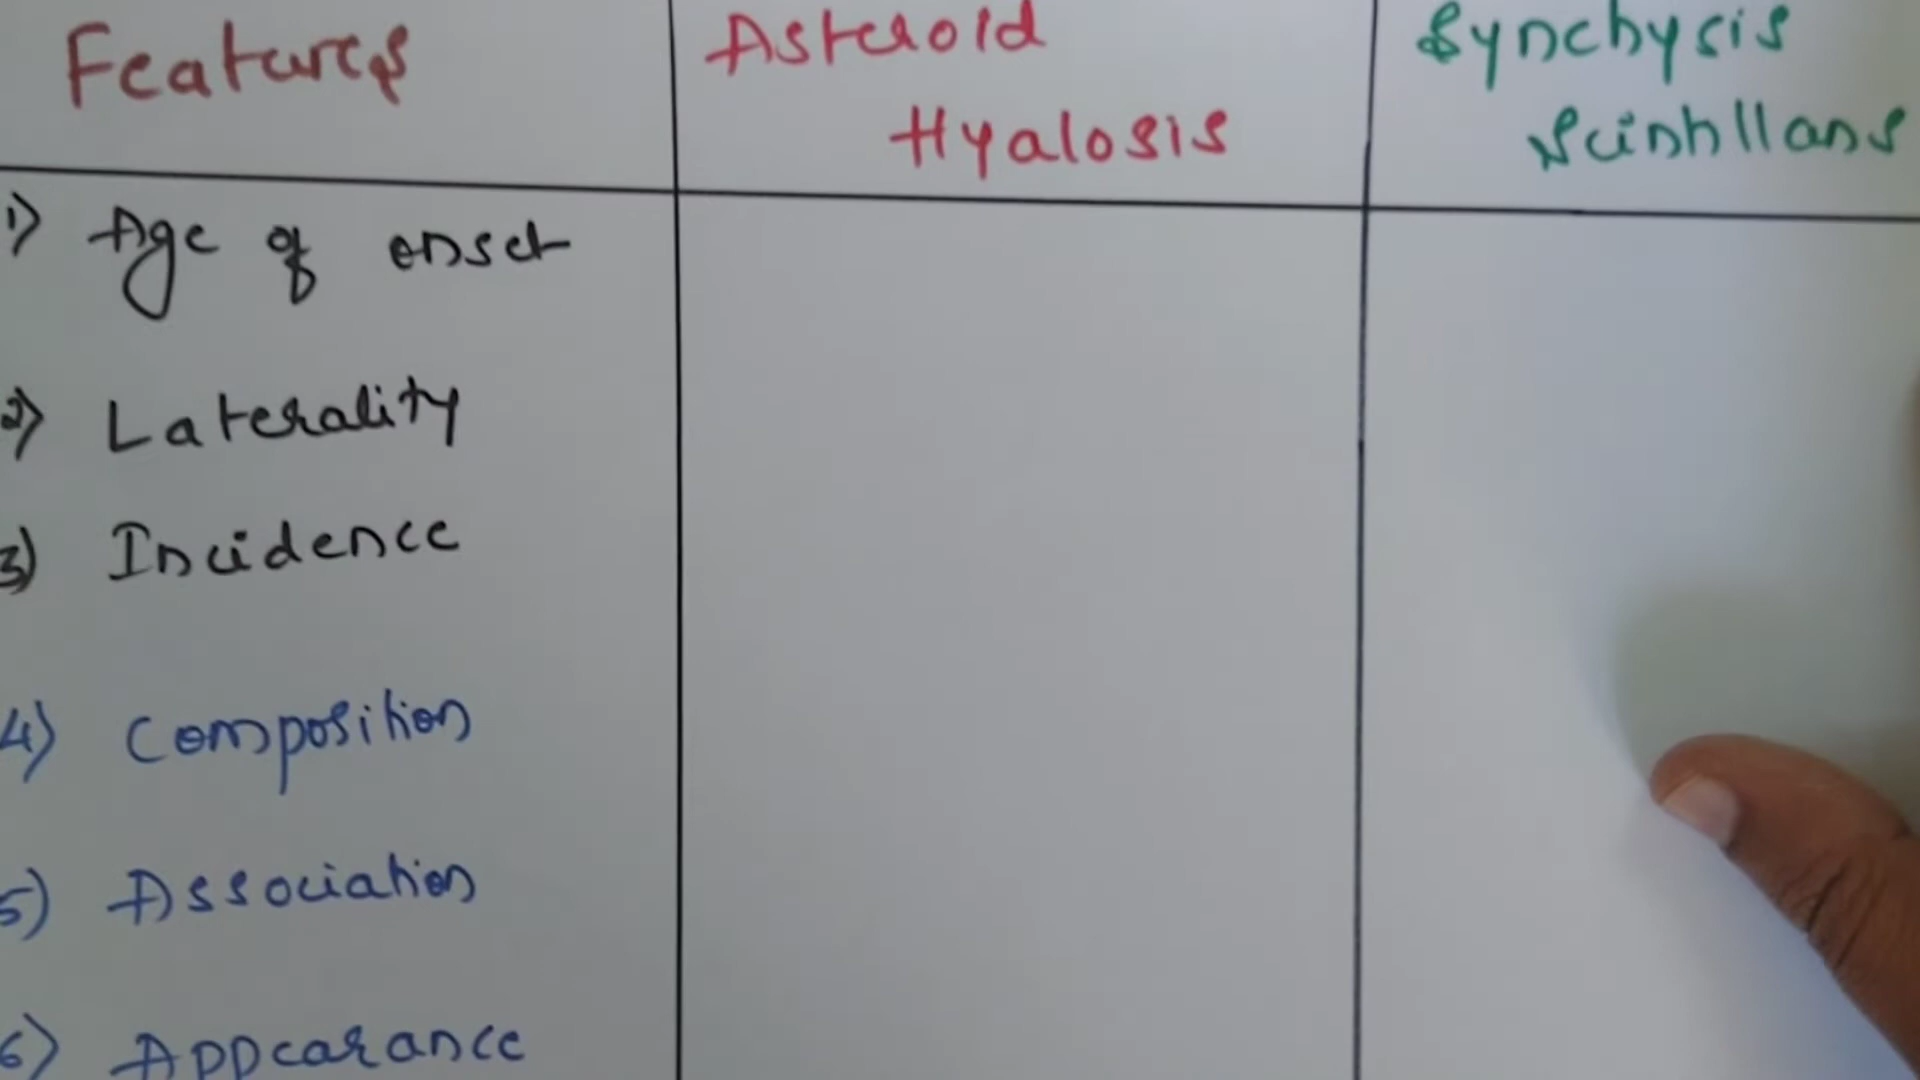 Features
Asteroid
Hyalosis
Synchysis
Scintillans
1) Age of onset
2) Laterality
3) Incidence
4) Composition
5) Association
6) Appearance